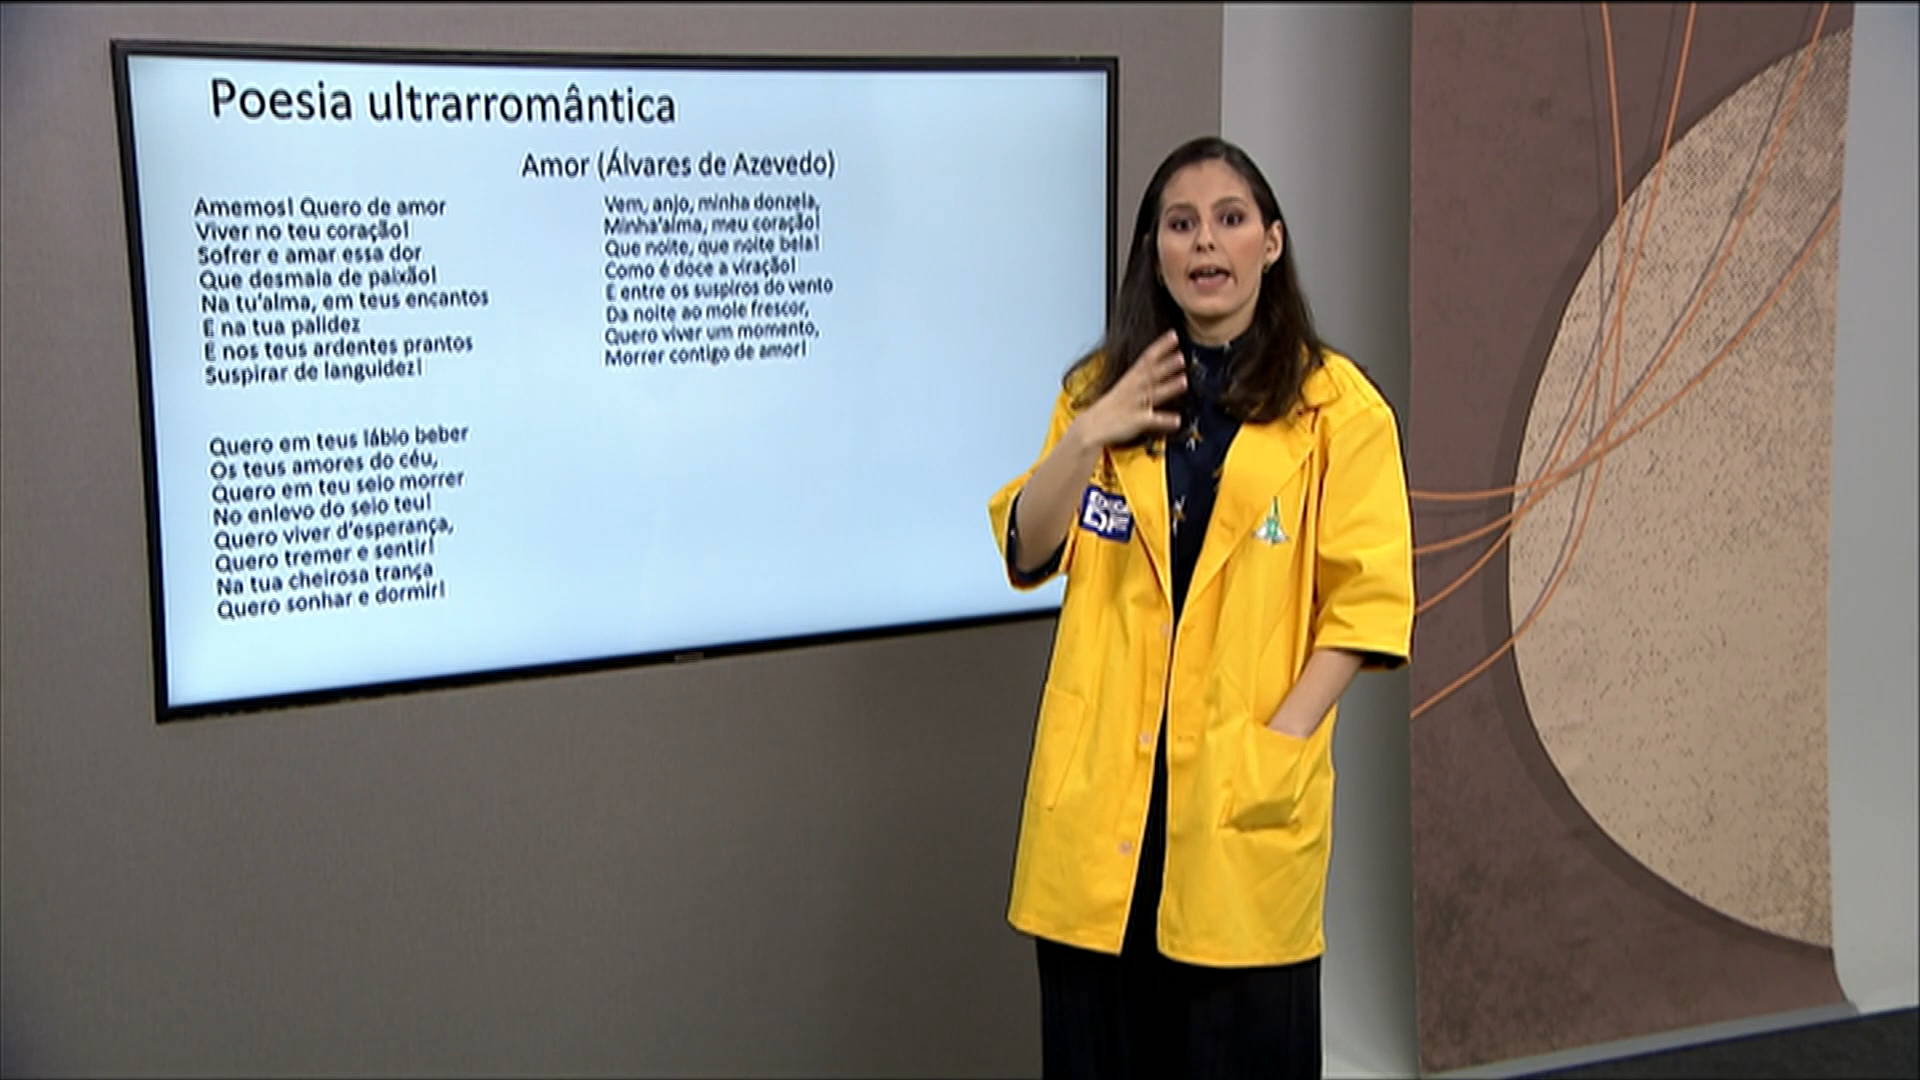 Poesia ultrarromântica
Amor (Álvares de Azevedo)
Amemos! Quero de amor
Viver no teu coração!
Sofrer e amar essa dor
Que desmaia de paixão!
Na tu'alma, em teus encantos
E na tua palidez
E nos teus ardentes prantos
Suspirar de languidez!
Quero em teus lábio beber
Os teus amores do céu,
Quero em teu seio morrer
No enlevo do seio teu!
Quero viver d'esperança,
Quero tremer e sentir!
Na tua cheirosa trança
Quero sonhar e dormir!
Vem, anjo, minha donzela,
Minha'alma, meu coração!
Que noite, que noite bela!
Como é doce a viração!
E entre os suspiros do vento
Da noite ao mole frescor,
Quero viver um momento,
Morrer contigo de amor!
DF